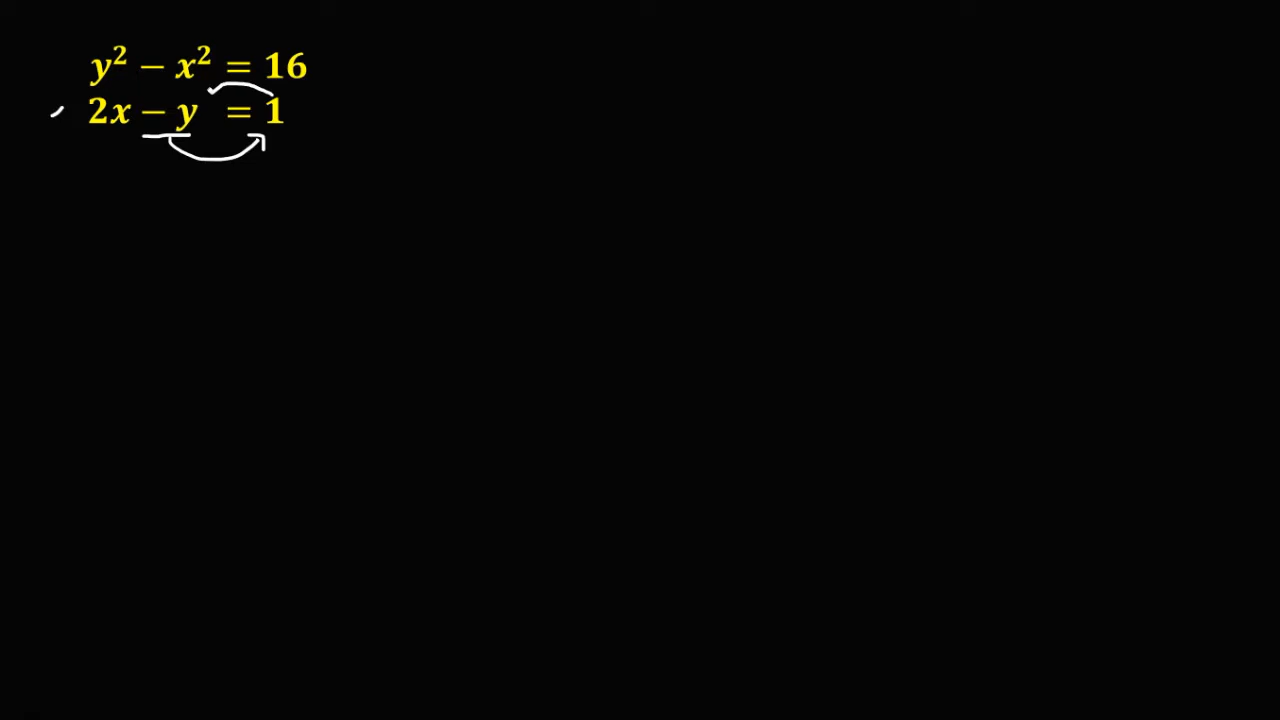 y² − x² = 16
2x − y = 1